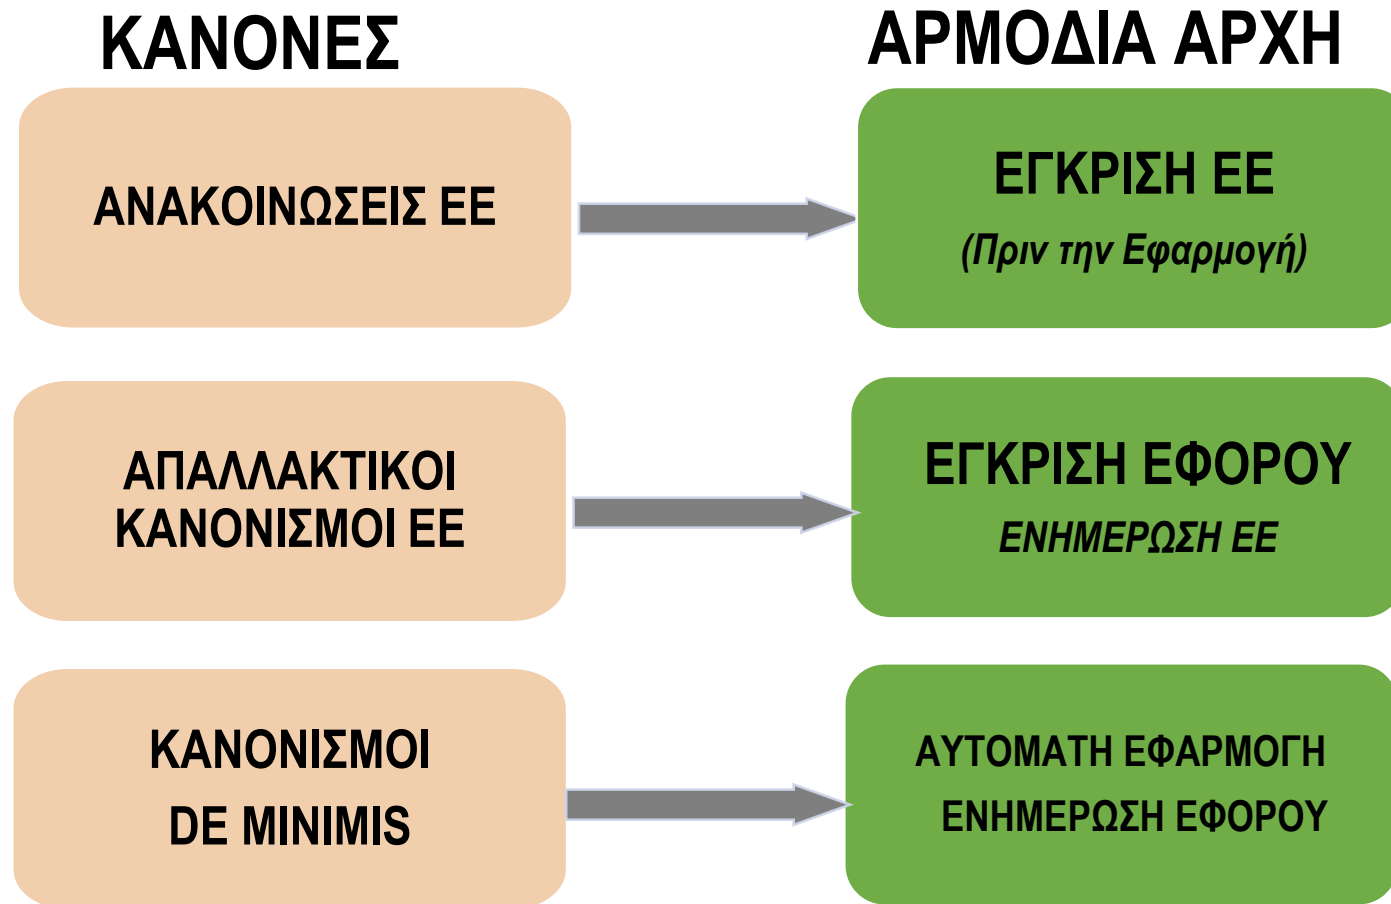 ΚΑΝΟΝΕΣ
ΑΡΜΟΔΙΑ ΑΡΧΗ
ΑΝΑΚΟΙΝΩΣΕΙΣ ΕΕ
ΕΓΚΡΙΣΗ ΕΕ
(Πριν την Εφαρμογή)
ΑΠΑΛΛΑΚΤΙΚΟΙ
ΚΑΝΟΝΙΣΜΟΙ ΕΕ
ΕΓΚΡΙΣΗ ΕΦΟΡΟΥ
ΕΝΗΜΕΡΩΣΗ ΕΕ
ΚΑΝΟΝΙΣΜΟΙ
DE MINIMIS
ΑΥΤΟΜΑΤΗ ΕΦΑΡΜΟΓΗ
ΕΝΗΜΕΡΩΣΗ ΕΦΟΡΟΥ